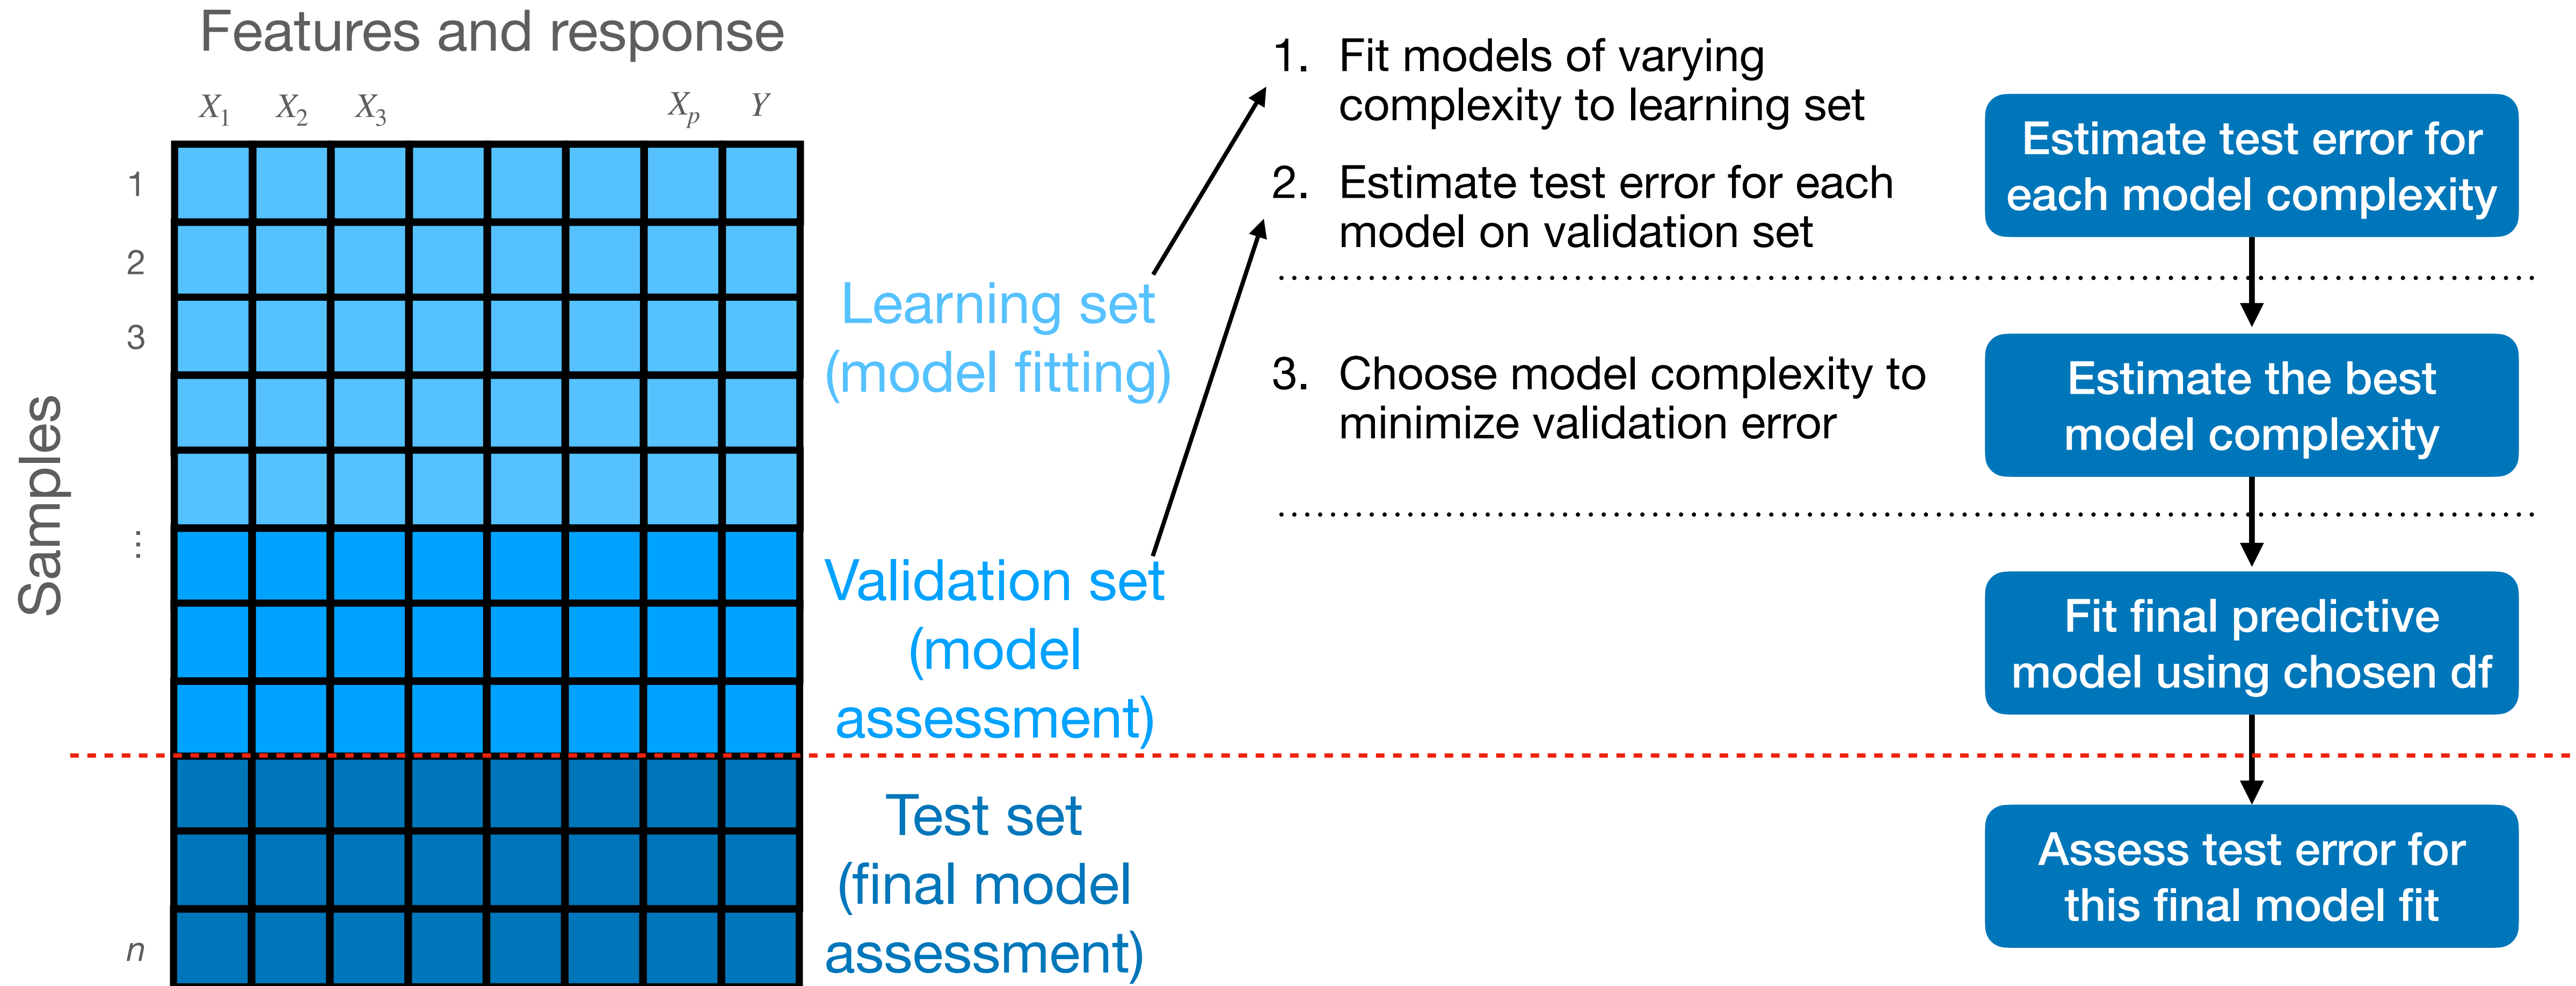 Features and response
X₁ X₂ X₃ Xₚ Y
Samples
1
2
3
⋮
n
Learning set
(model fitting)
Validation set
(model
assessment)
Test set
(final model
assessment)
1. Fit models of varying
complexity to learning set
2. Estimate test error for each
model on validation set
3. Choose model complexity to
minimize validation error
Estimate test error for
each model complexity
Estimate the best
model complexity
Fit final predictive
model using chosen df
Assess test error for
this final model fit